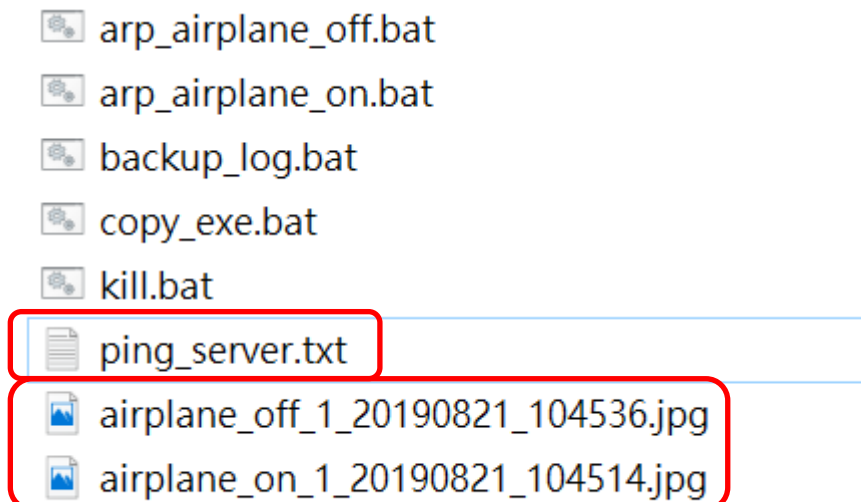 arp_airplane_off.bat
arp_airplane_on.bat
backup_log.bat
copy_exe.bat
kill.bat
ping_server.txt
airplane_off_1_20190821_104536.jpg
airplane_on_1_20190821_104514.jpg